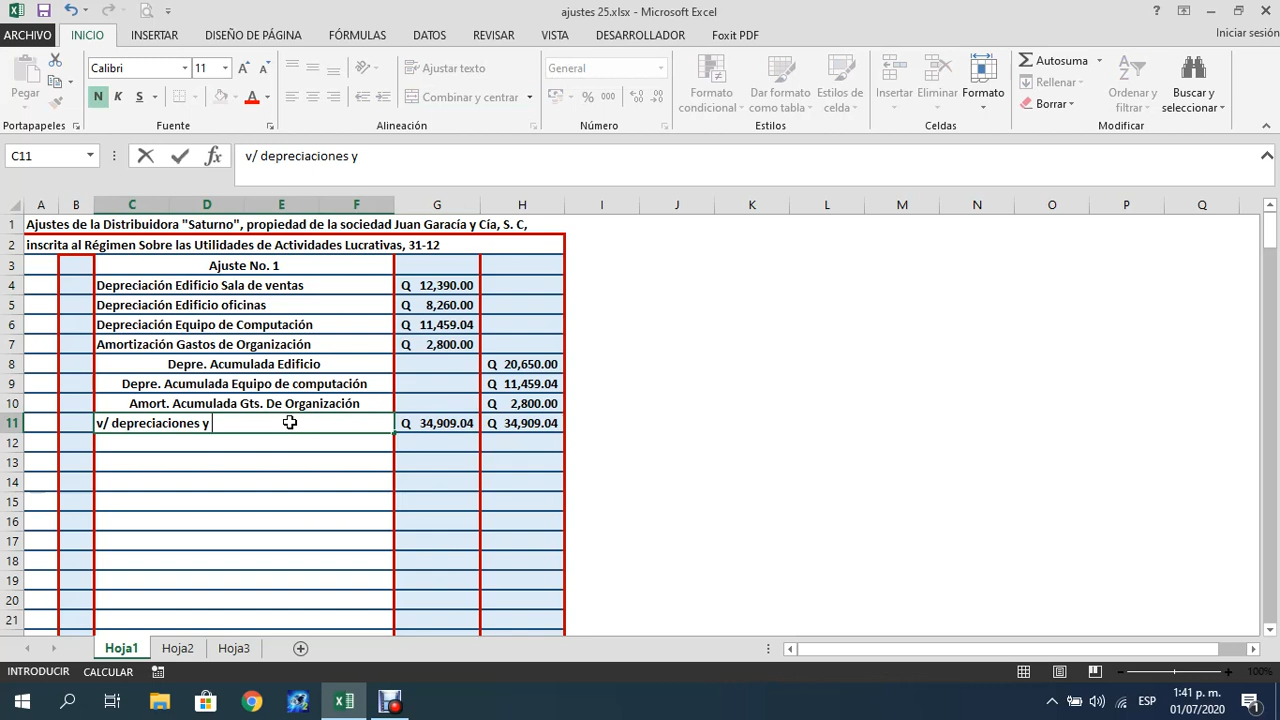 ajustes 25.xlsx - Microsoft Excel
ARCHIVO INICIO INSERTAR DISEÑO DE PÁGINA FÓRMULAS DATOS REVISAR VISTA DESARROLLADOR Foxit PDF Iniciar sesión
Pegar
Calibri 11
N K S
Ajustar texto
Combinar y centrar
General
% 000
Formato condicional
Dar formato como tabla
Estilos de celda
Insertar Eliminar Formato
Autosuma
Rellenar
Borrar
Ordenar y filtrar
Buscar y seleccionar
Portapapeles Fuente Alineación Número Estilos Celdas Modificar
C11 fx v/ depreciaciones y
A B C D E F G H I J K L M N O P Q
1 Ajustes de la Distribuidora "Saturno", propiedad de la sociedad Juan Garacía y Cía, S. C,
2 inscrita al Régimen Sobre las Utilidades de Actividades Lucrativas, 31-12
3 Ajuste No. 1
4 Depreciación Edificio Sala de ventas Q 12,390.00
5 Depreciación Edificio oficinas Q 8,260.00
6 Depreciación Equipo de Computación Q 11,459.04
7 Amortización Gastos de Organización Q 2,800.00
8 Depre. Acumulada Edificio Q 20,650.00
9 Depre. Acumulada Equipo de computación Q 11,459.04
10 Amort. Acumulada Gts. De Organización Q 2,800.00
11 v/ depreciaciones y Q 34,909.04 Q 34,909.04
12
13
14
15
16
17
18
19
20
21
Hoja1 Hoja2 Hoja3
INTRODUCIR CALCULAR 100%
ESP 1:41 p. m.
01/07/2020 1